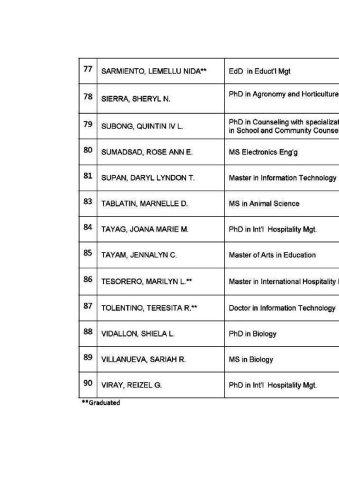 77 SARMIENTO, LEMELLU NIDA** EdD in Educt'l Mgt
78 SIERRA, SHERYL N. PhD in Agronomy and Horticulture
79 SUBONG, QUINTIN IV L. PhD in Counseling with
in School and Community
80 SUMADSAD, ROSE ANN E. MS Electronics Eng'g
81 SUPAN, DARYL LYNDON T. Master in Information Technology
83 TABLATIN, MARNELLE D. MS in Animal Science
84 TAYAG, JOANA MARIE M. PhD in Int'l Hospitality Mgt.
85 TAYAM, JENNALYN C. Master of Arts in Education
86 TESORERO, MARILYN L.** Master in International Hospitality
87 TOLENTINO, TERESITA R.** Doctor in Information Technology
88 VIDALLON, SHIELA L. PhD in Biology
89 VILLANUEVA, SARIAH R. MS in Biology
90 VIRAY, REIZEL G. PhD in Int'l Hospitality Mgt.
**Graduated